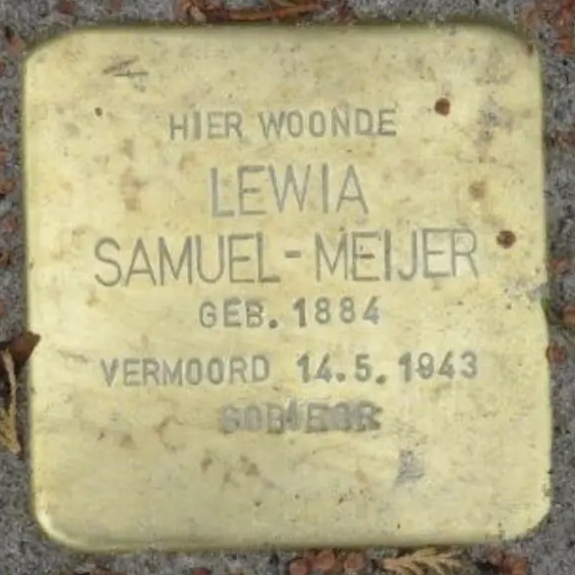 HIER WOONDE
LEWIA
SAMUEL-MEIJER
GEB. 1884
VERMOORD 14.5.1943
SOBIBOR